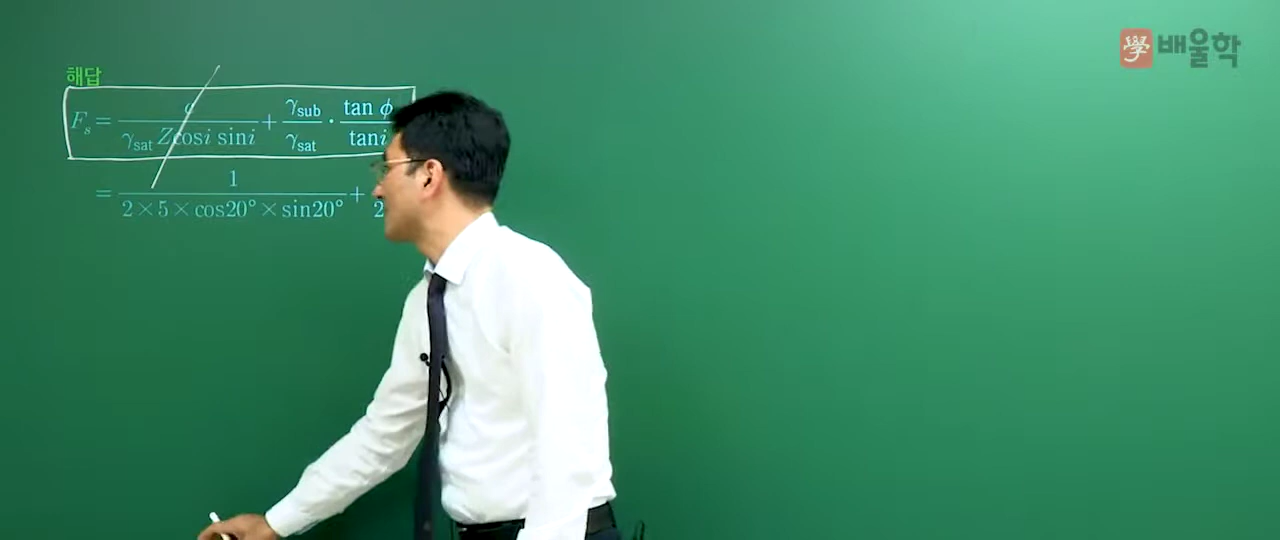 學 배울학
해답
F_s = c / (γ_sat Z cos i sin i) + γ_sub / γ_sat · tan ϕ / tan i
= 1 / (2 × 5 × cos20° × sin20°) + 2